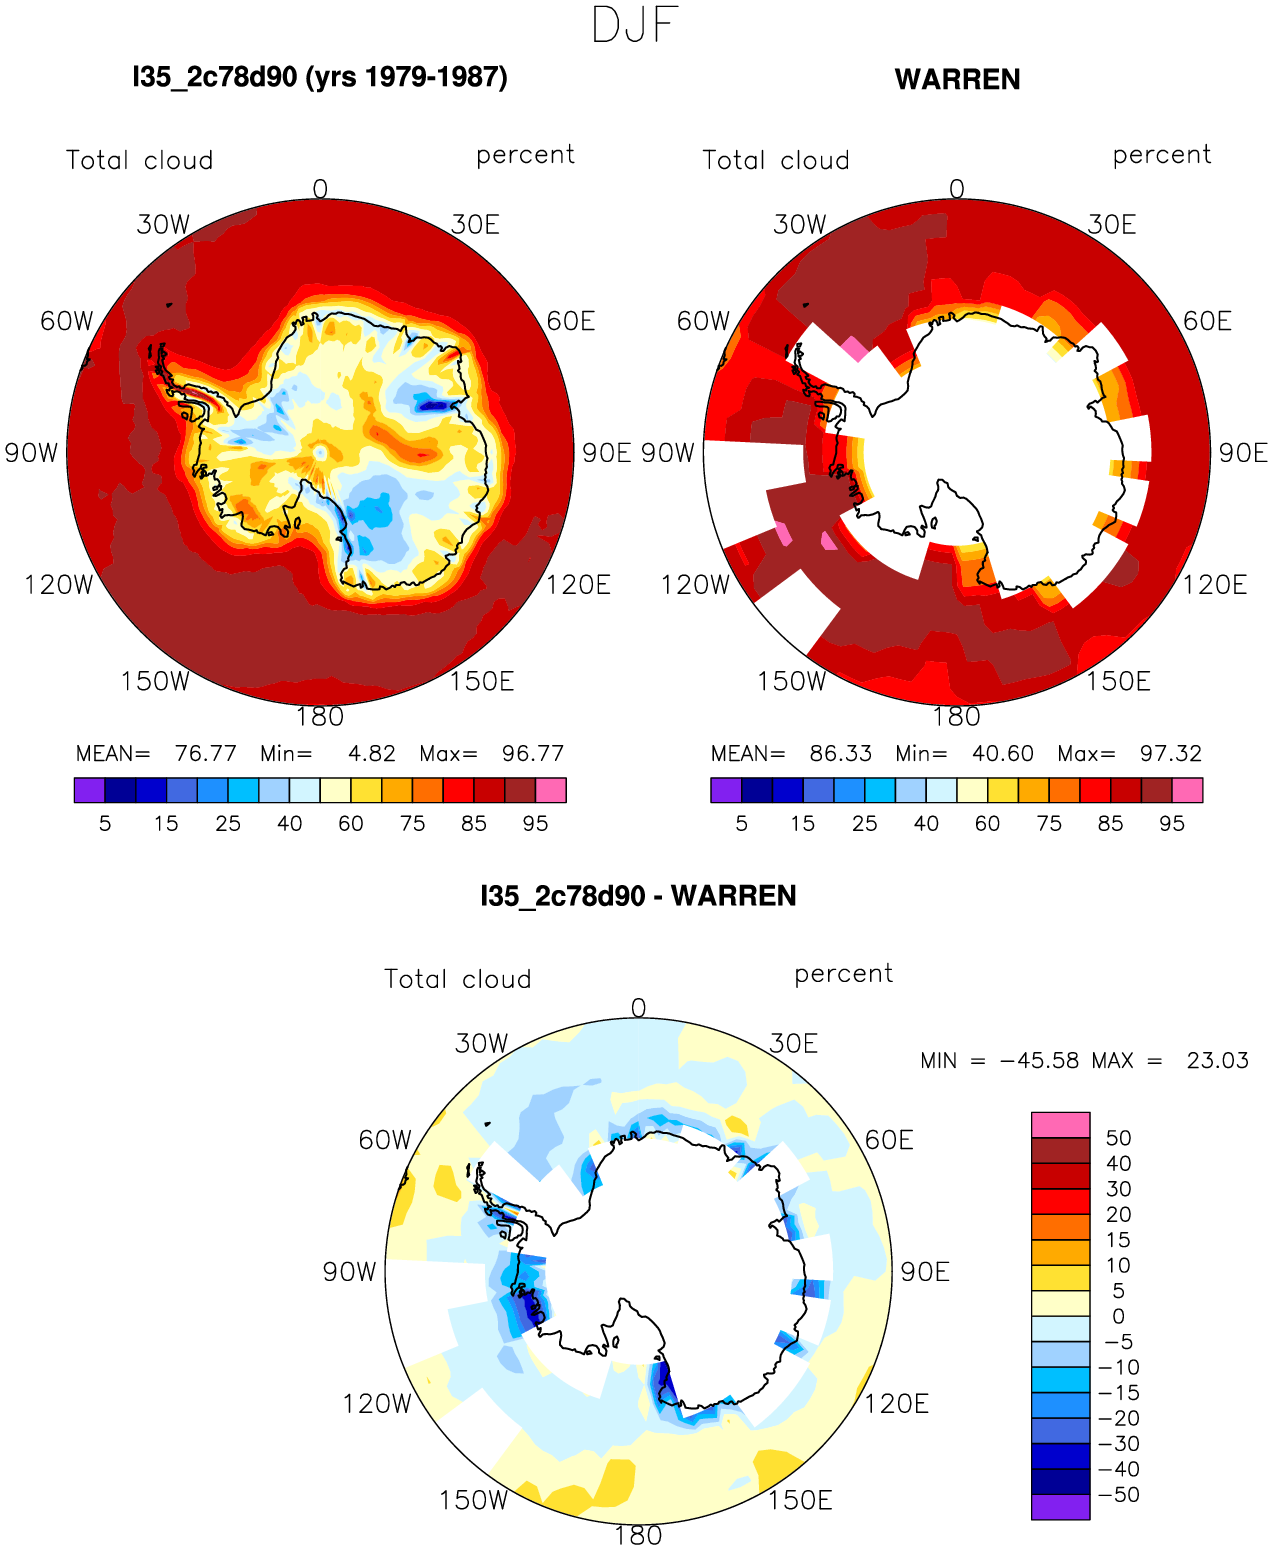 DJF
I35_2c78d90 (yrs 1979-1987)
WARREN
Total cloud percent
Total cloud percent
0
30W 30E
60W 60E
90W 90E
120W 120E
150W 150E
180
0
30W 30E
60W 60E
90W 90E
120W 120E
150W 150E
180
MEAN= 76.77 Min= 4.82 Max= 96.77
5 15 25 40 60 75 85 95
MEAN= 86.33 Min= 40.60 Max= 97.32
5 15 25 40 60 75 85 95
I35_2c78d90 - WARREN
Total cloud percent
0
30W 30E
60W 60E
90W 90E
120W 120E
150W 150E
180
MIN = -45.58 MAX = 23.03
50
40
30
20
15
10
5
0
-5
-10
-15
-20
-30
-40
-50